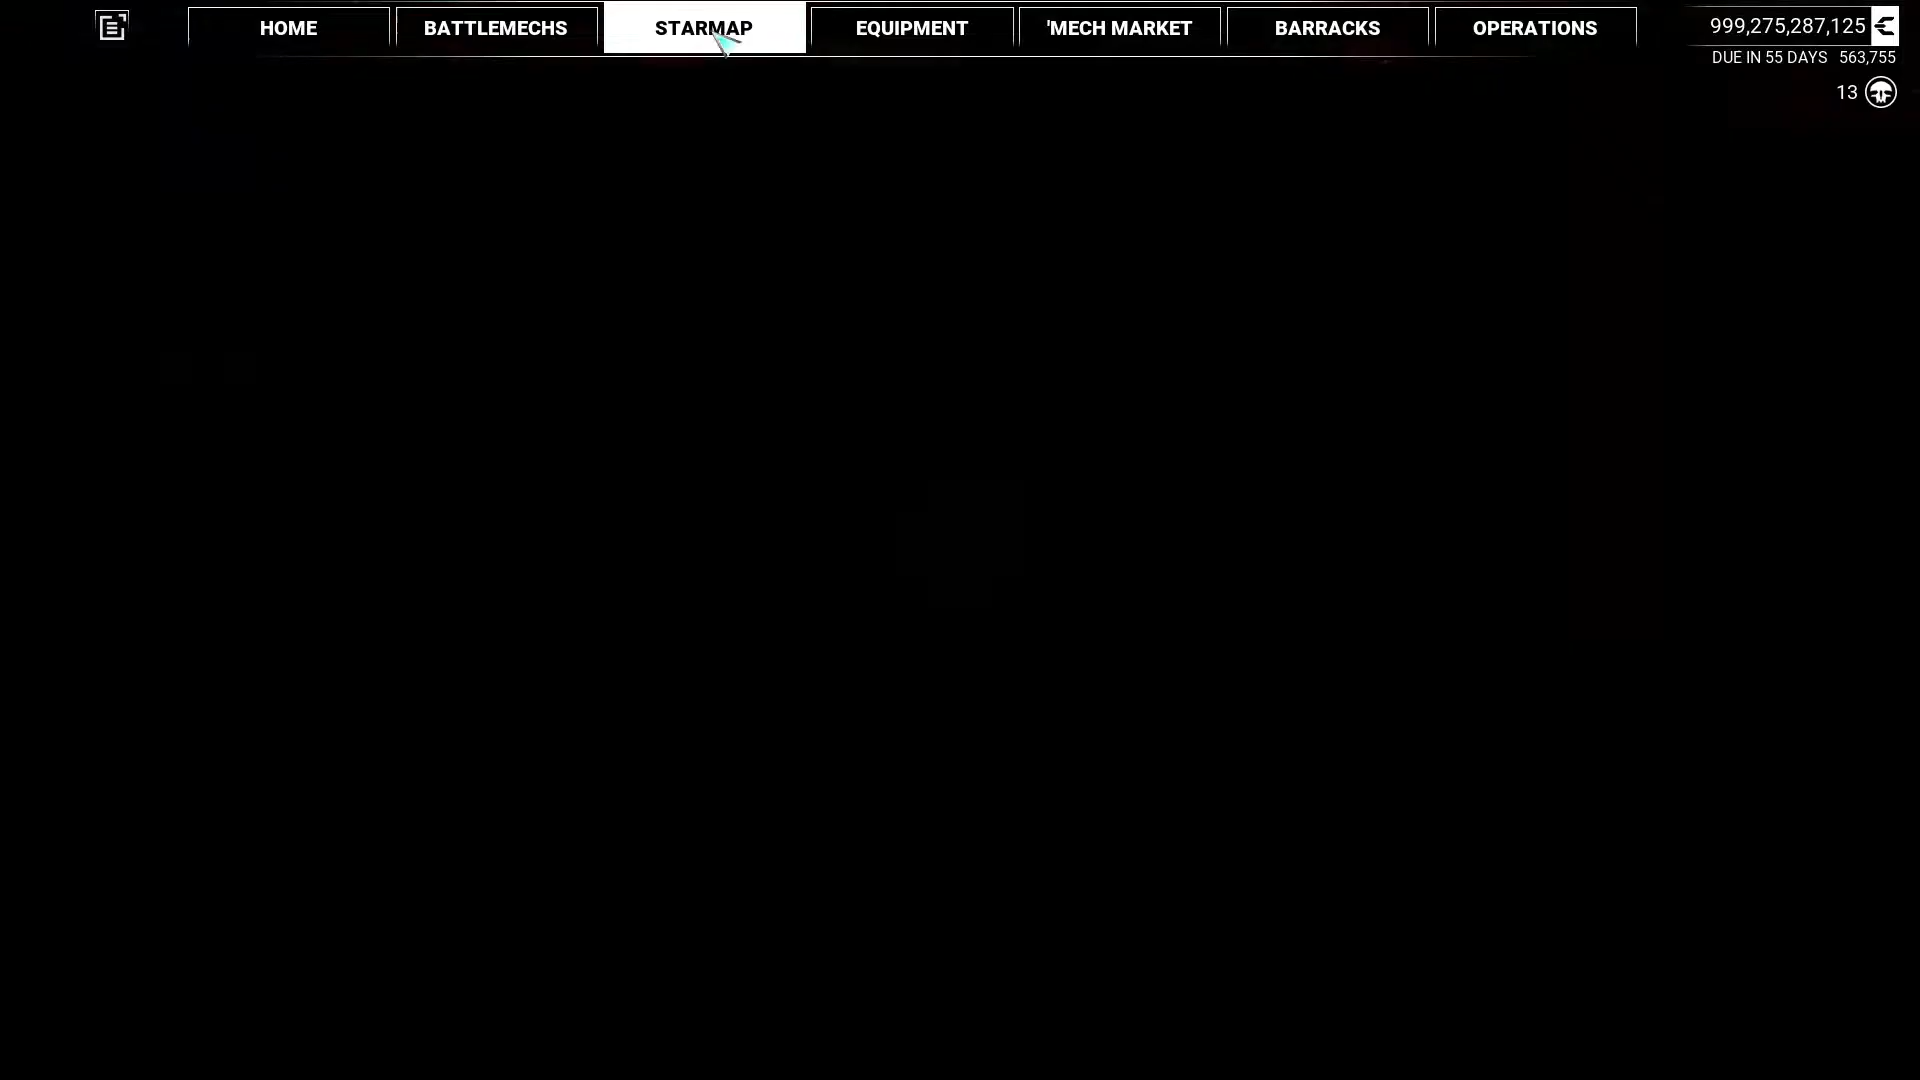 HOME
BATTLEMECHS
STARMAP
EQUIPMENT
'MECH MARKET
BARRACKS
OPERATIONS
999,275,287,125
DUE IN 55 DAYS 563,755
13